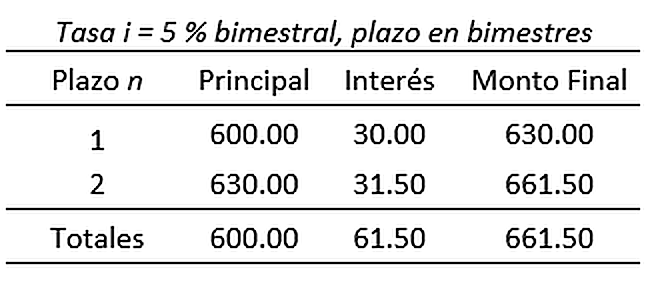 Tasa i = 5 % bimestral, plazo en bimestres
Plazo n Principal Interés Monto Final
1 600.00 30.00 630.00
2 630.00 31.50 661.50
Totales 600.00 61.50 661.50